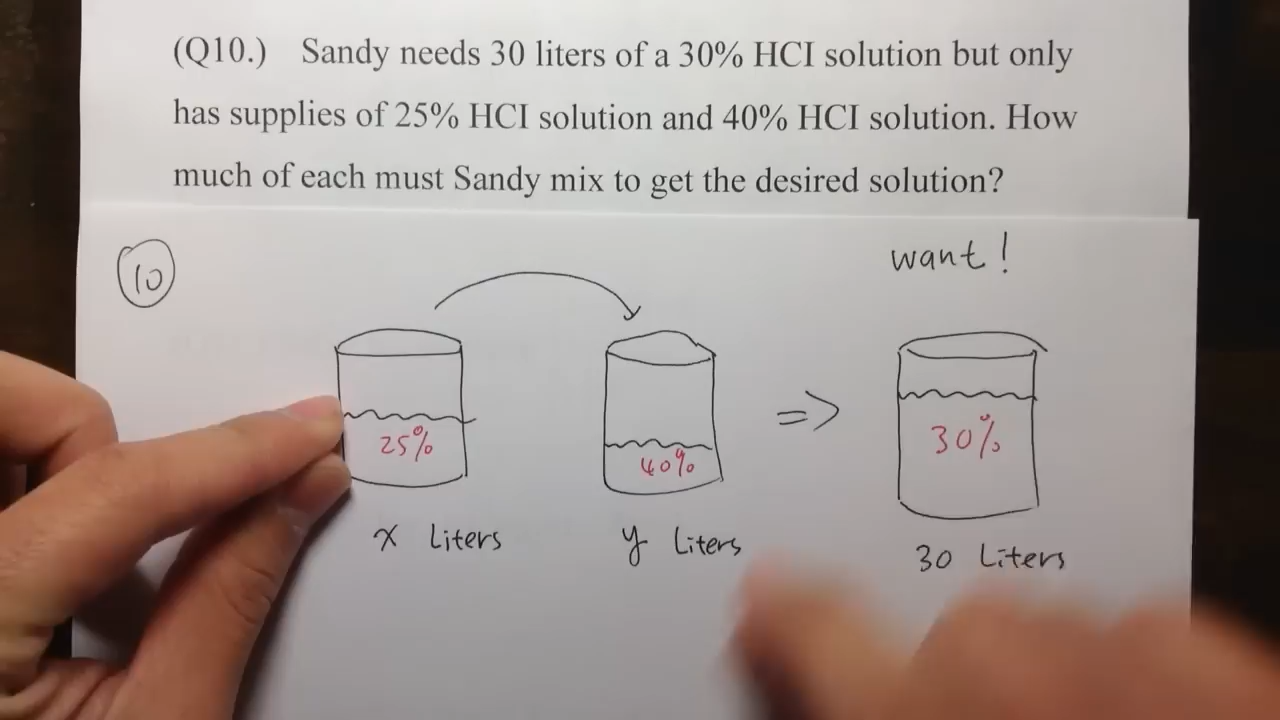 (Q10.) Sandy needs 30 liters of a 30% HCI solution but only
has supplies of 25% HCI solution and 40% HCI solution. How
much of each must Sandy mix to get the desired solution?
10
want!
25%
40%
=>
30%
x Liters
y Liters
30 Liters